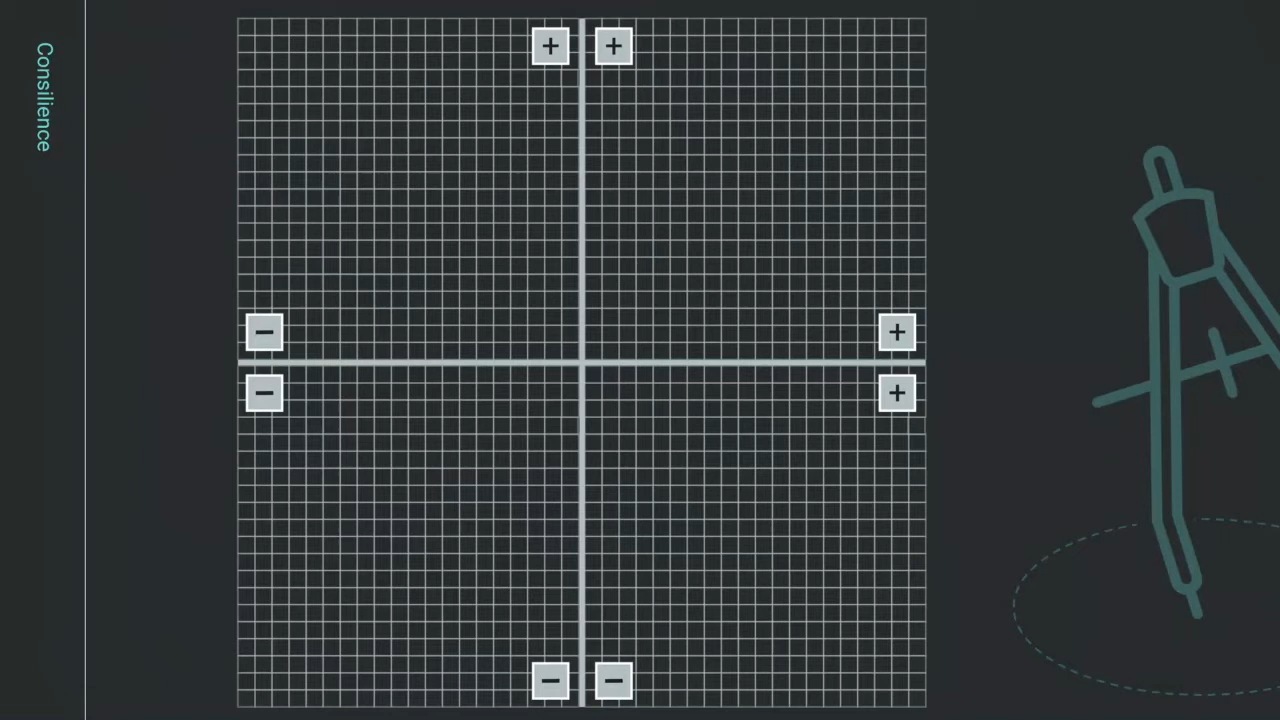 Consilience
+ +
− +
− +
− −